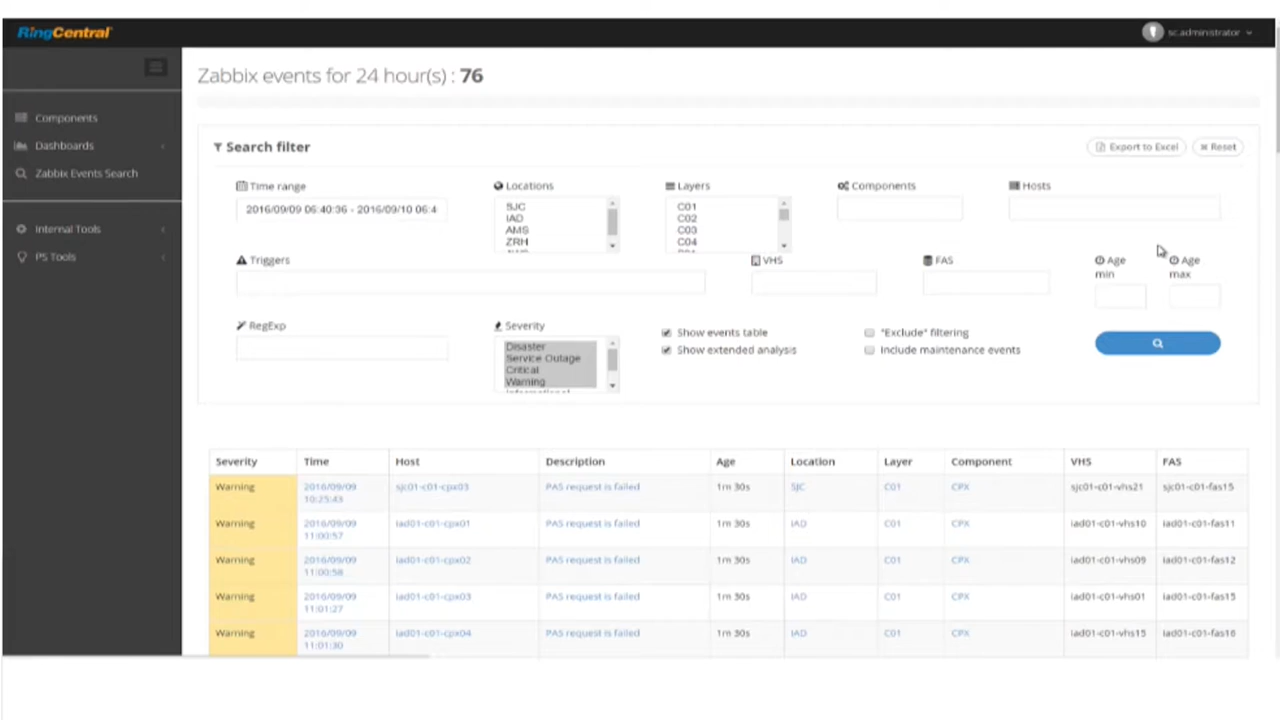 RingCentral
sc.administrator
Zabbix events for 24 hour(s) : 76
Components
Dashboards
Zabbix Events Search
Internal Tools
PS Tools
Search filter
Export to Excel
Reset
Time range
Locations
Layers
Components
Hosts
2016/09/09 06:40:36 - 2016/09/10 06:4
SJC
IAD
AMS
ZRH
C01
C02
C03
C04
Triggers
VHS
FAS
Age min
Age max
RegExp
Severity
Disaster
Service Outage
Critical
Warning
Informational
Show events table
Show extended analysis
"Exclude" filtering
Include maintenance events
Severity Time Host Description Age Location Layer Component VHS FAS
Warning 2016/09/09 10:25:43 sjc01-c01-cpx03 PAS request is failed 1m 30s SJC C01 CPX sjc01-c01-vhs21 sjc01-c01-fas15
Warning 2016/09/09 11:00:57 iad01-c01-cpx01 PAS request is failed 1m 30s IAD C01 CPX iad01-c01-vhs10 iad01-c01-fas11
Warning 2016/09/09 11:00:58 iad01-c01-cpx02 PAS request is failed 1m 30s IAD C01 CPX iad01-c01-vhs09 iad01-c01-fas12
Warning 2016/09/09 11:01:27 iad01-c01-cpx03 PAS request is failed 1m 30s IAD C01 CPX iad01-c01-vhs01 iad01-c01-fas15
Warning 2016/09/09 11:01:30 iad01-c01-cpx04 PAS request is failed 1m 30s IAD C01 CPX iad01-c01-vhs15 iad01-c01-fas16